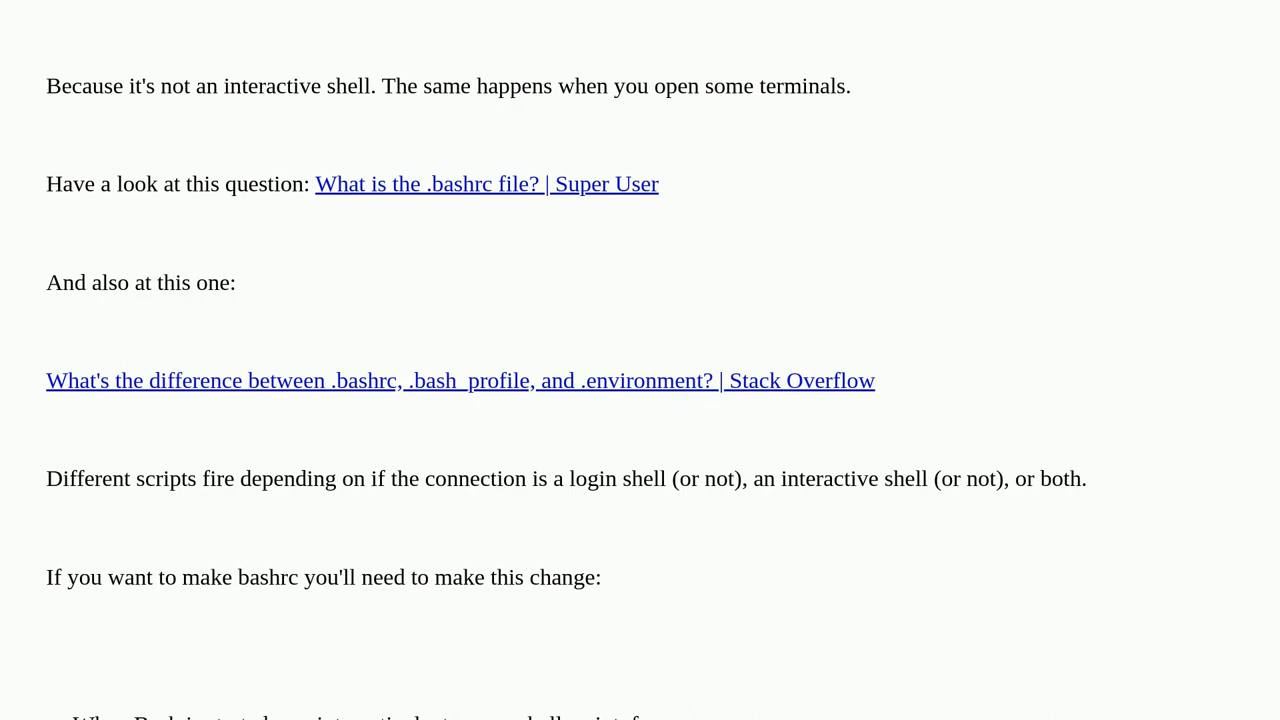 Because it's not an interactive shell. The same happens when you open some terminals.
Have a look at this question: What is the .bashrc file? | Super User
And also at this one:
What's the difference between .bashrc, .bash_profile, and .environment? | Stack Overflow
Different scripts fire depending on if the connection is a login shell (or not), an interactive shell (or not), or both.
If you want to make bashrc you'll need to make this change: